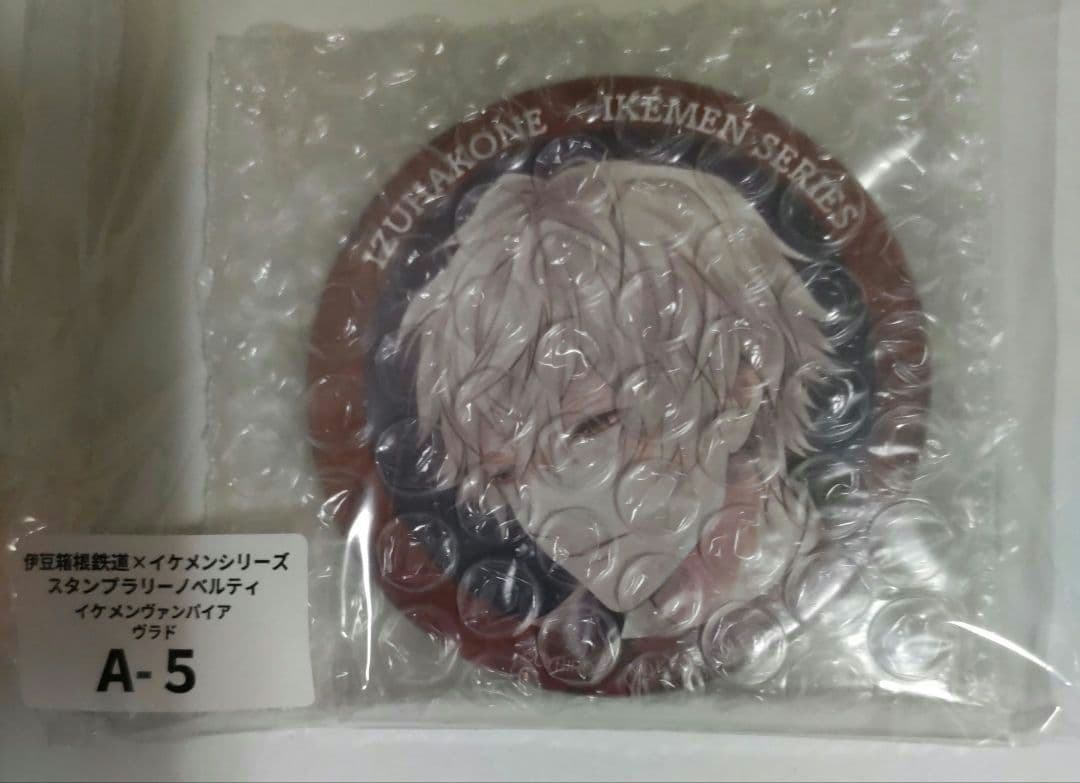 IZUHAKONE × IKEMEN SERIES
伊豆箱根鉄道×イケメンシリーズ
スタンプラリーノベルティ
イケメンヴァンパイア
ヴラド
A- 5